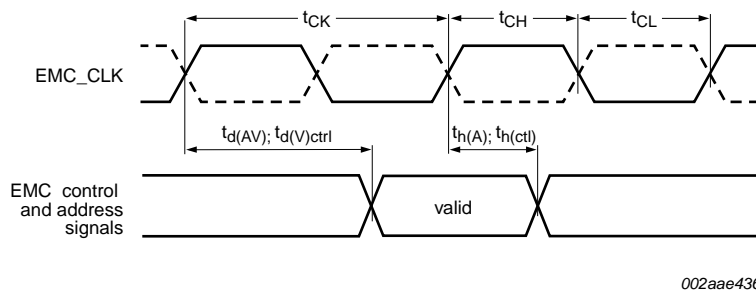 tCK tCH tCL
EMC_CLK
td(AV); td(V)ctrl th(A); th(ctl)
EMC control
and address
signals
valid
002aae436